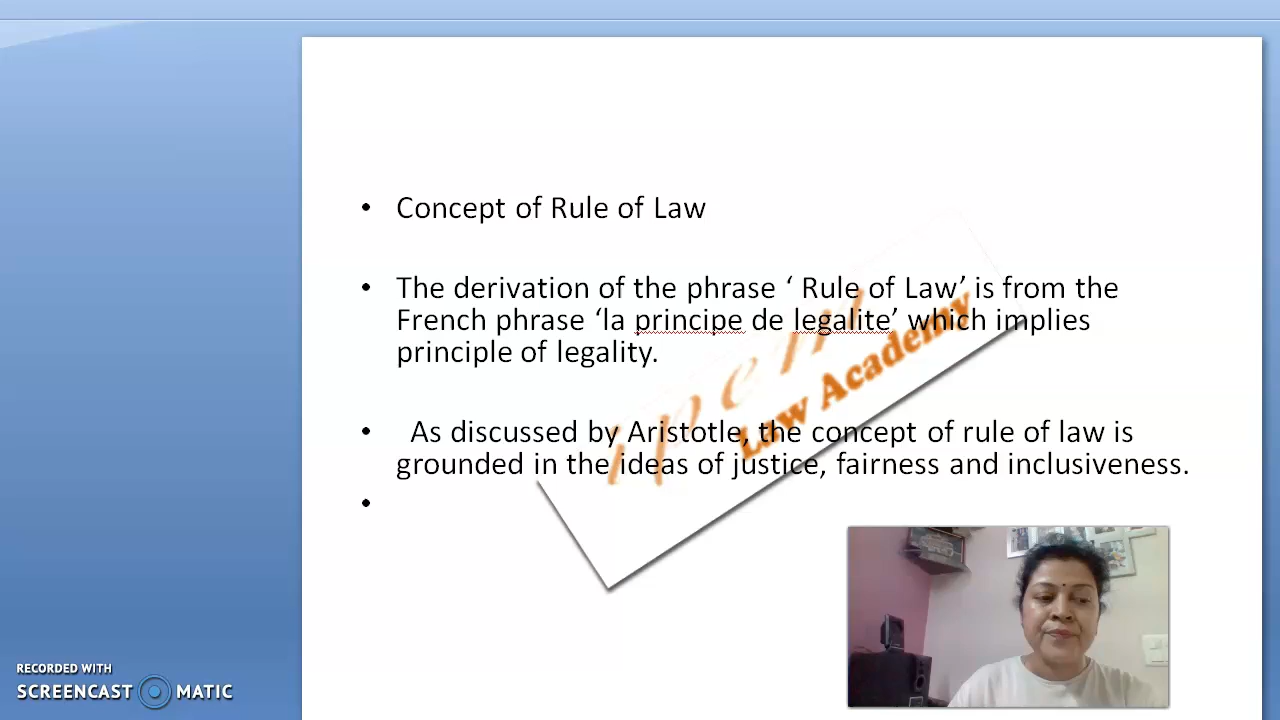 • Concept of Rule of Law
• The derivation of the phrase ‘ Rule of Law’ is from the
French phrase ‘la principe de legalite’ which implies
principle of legality.
• As discussed by Aristotle, the concept of rule of law is
grounded in the ideas of justice, fairness and inclusiveness.
•
Law Academy
RECORDED WITH
SCREENCAST MATIC